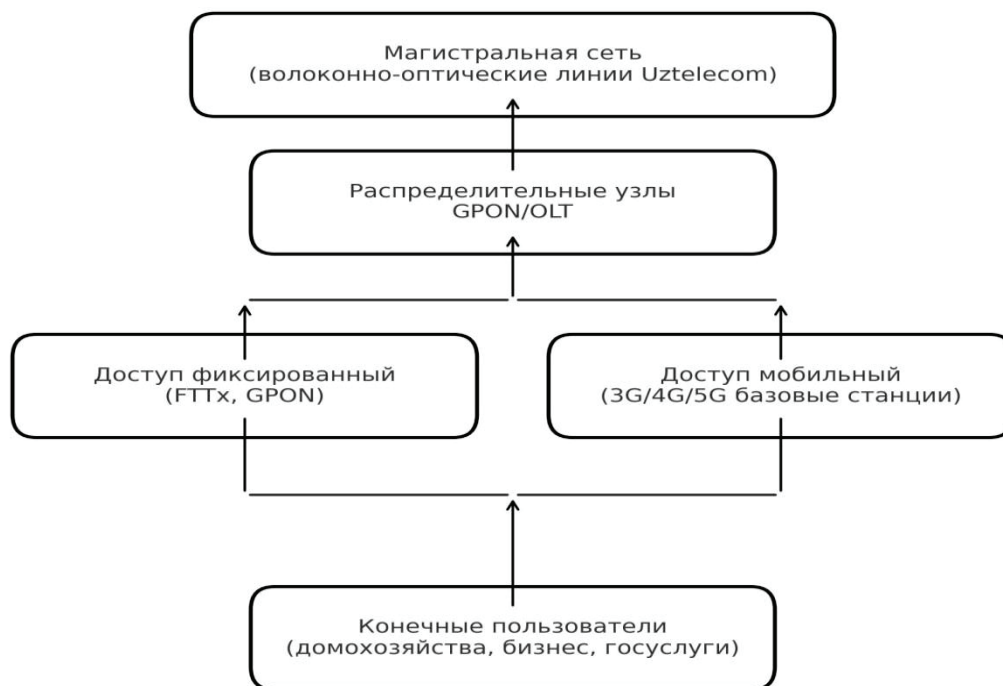 Магистральная сеть
(волоконно-оптические линии Uztelecom)
Распределительные узлы
GPON/OLT
Доступ фиксированный
(FTTx, GPON)
Доступ мобильный
(3G/4G/5G базовые станции)
Конечные пользователи
(домохозяйства, бизнес, госуслуги)